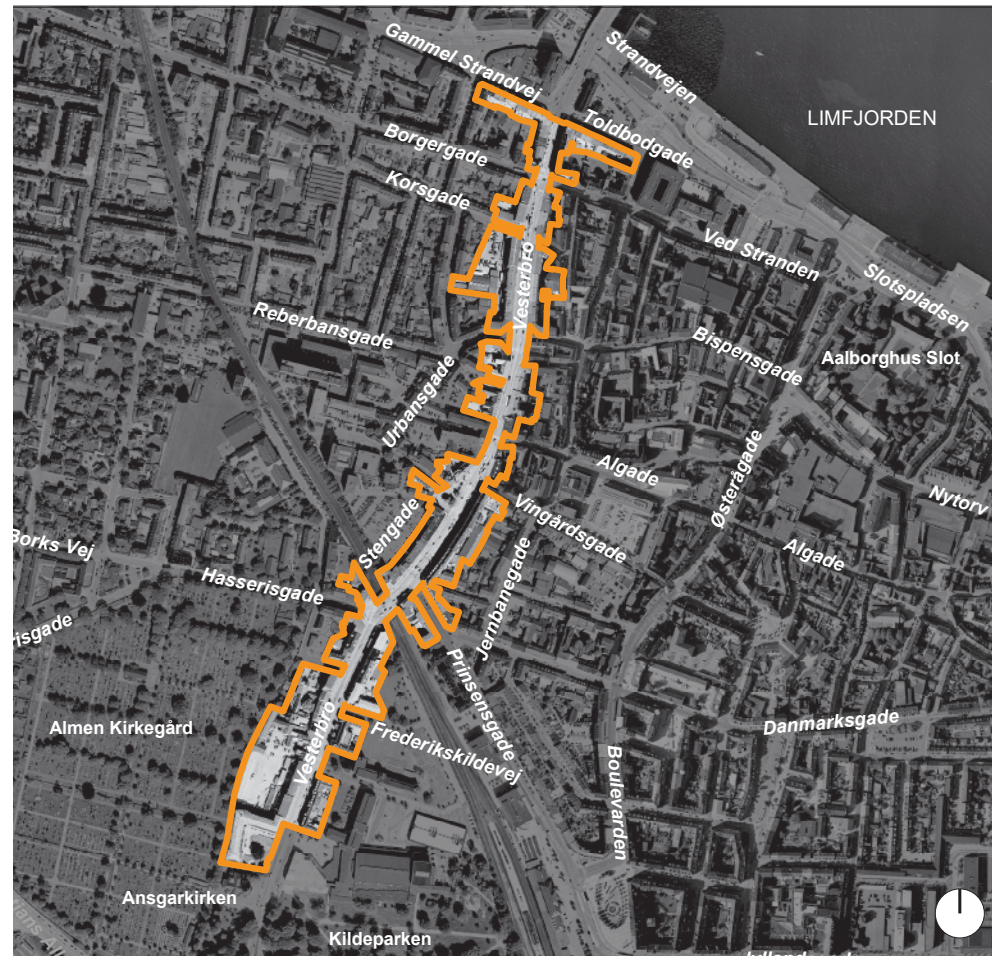 Gammel Strandvej
Strandvejen
LIMFJORDEN
Toldbodgade
Borgergade
Korsgade
Ved Stranden
Slotspladsen
Vesterbro
Reberbansgade
Bispensgade
Aalborghus Slot
Urbansgade
Algade
Østerågade
Nytorv
Vingårdsgade
Stengade
Algade
Borks Vej
Hasserisgade
Jernbanegade
risgade
Prinsensgade
Almen Kirkegård
Vesterbro
Frederikskildevej
Danmarksgade
Boulevarden
Ansgarkirken
Kildeparken